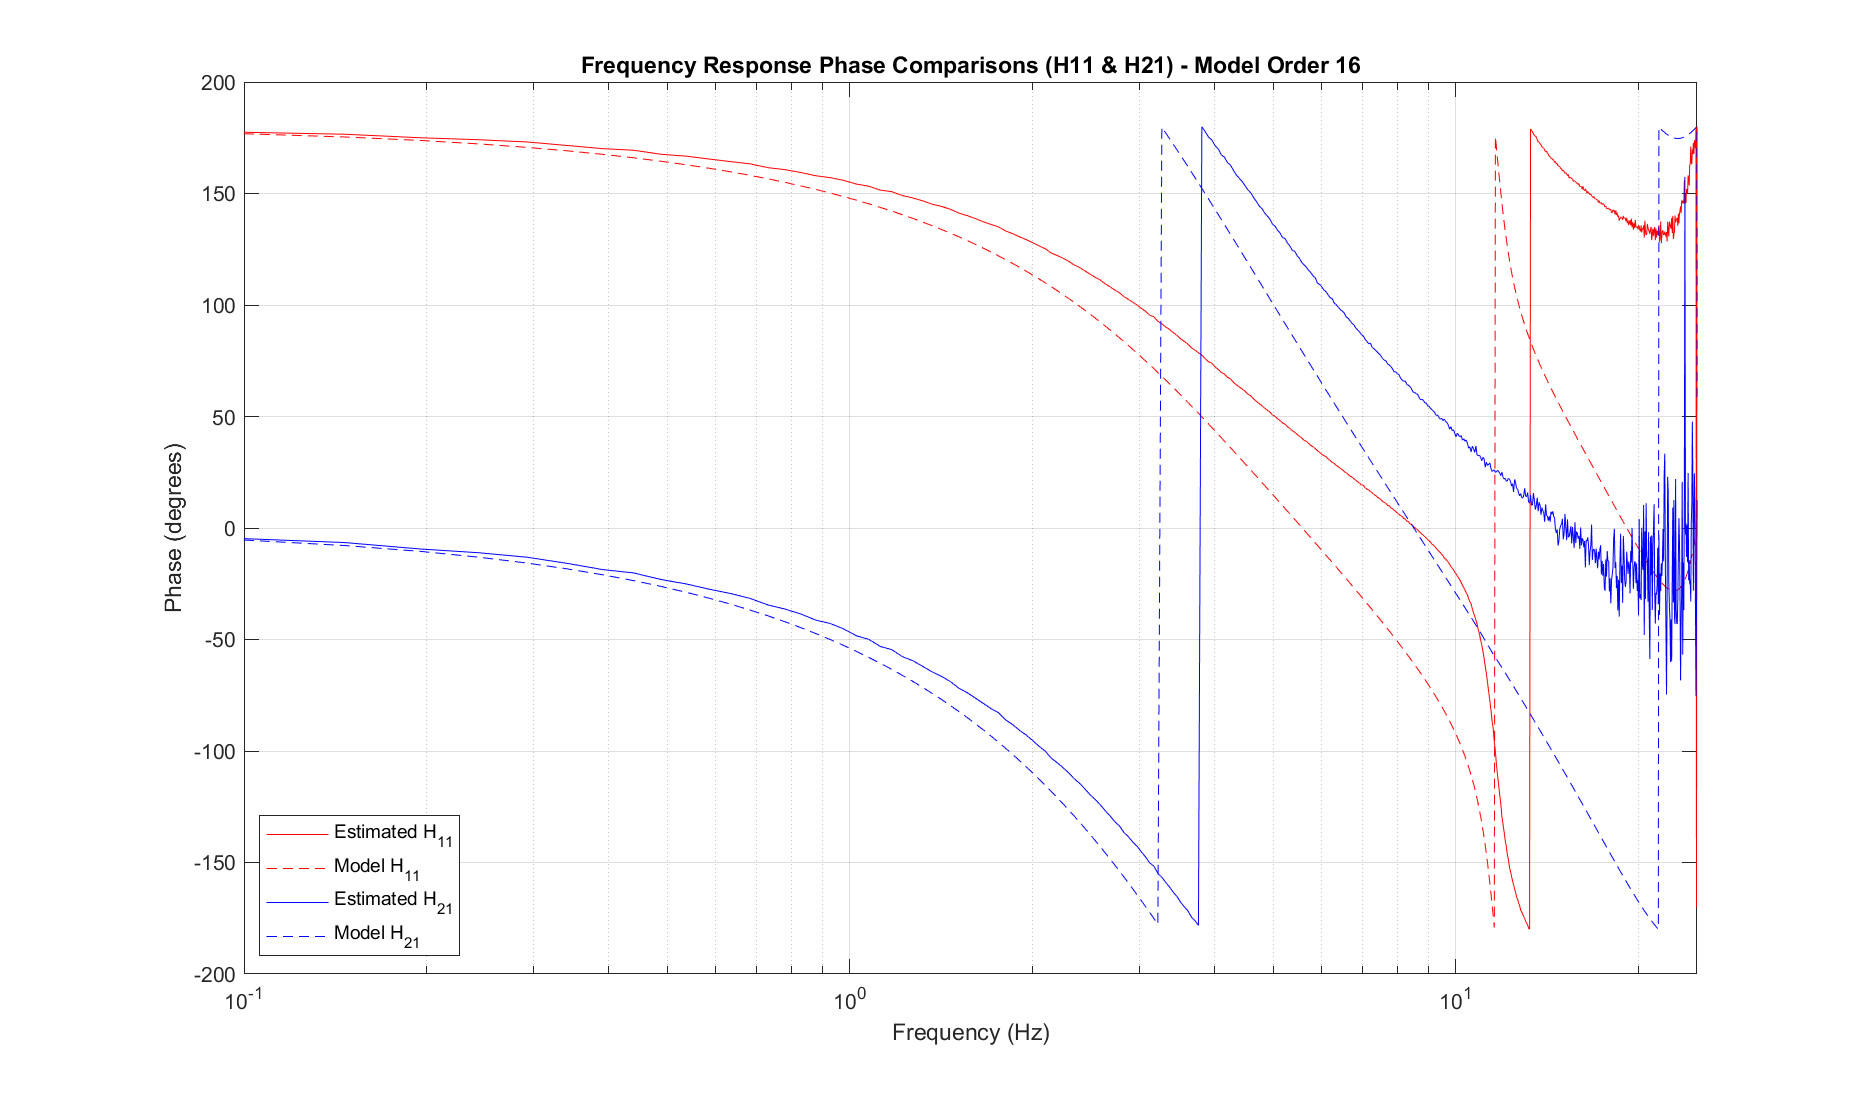 Frequency Response Phase Comparisons (H11 & H21) - Model Order 16
200
150
100
50
0
-50
-100
-150
-200
Phase (degrees)
Estimated H11
Model H11
Estimated H21
Model H21
10-1
100
101
Frequency (Hz)